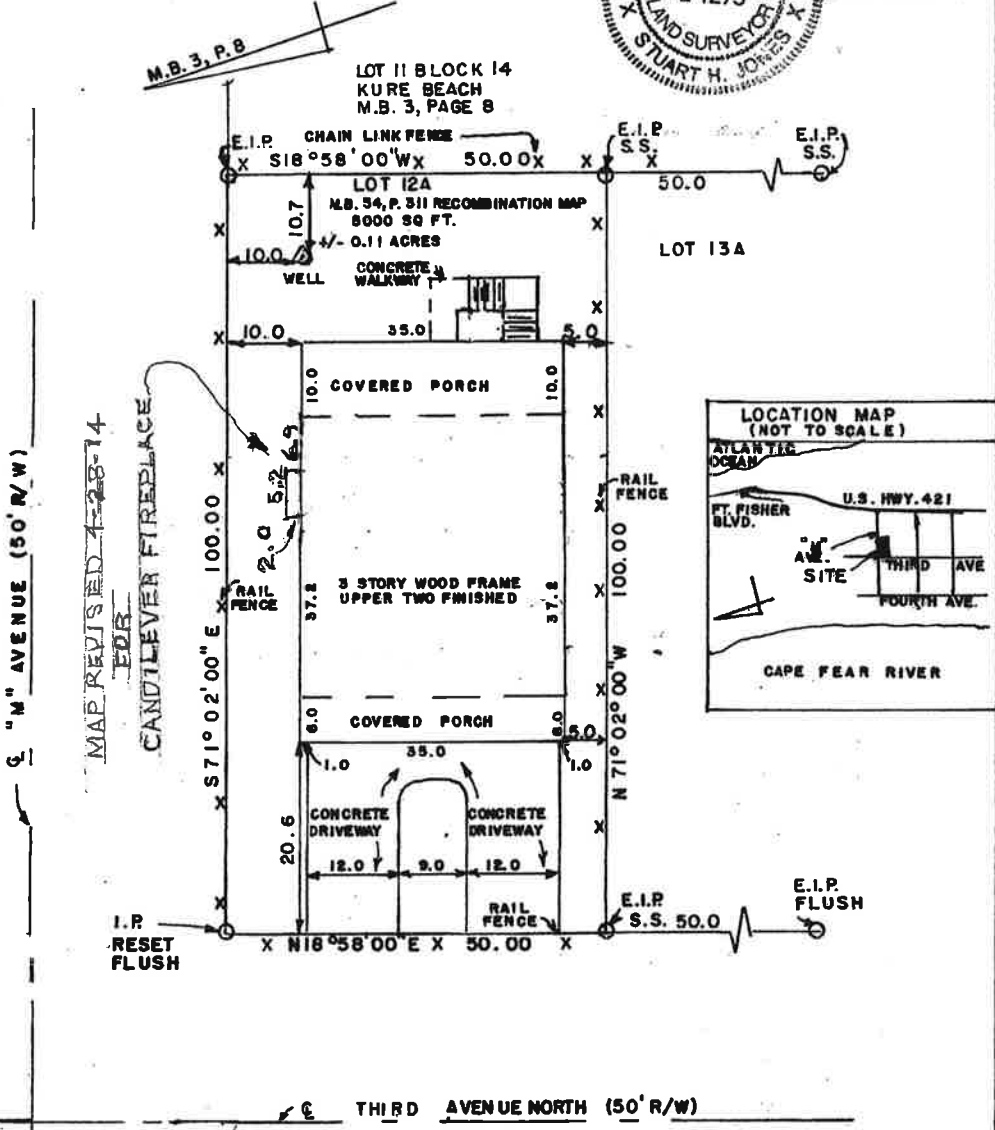 LAND SURVEYOR
STUART H. JONES
M.B. 3, P. 8
LOT 11 BLOCK 14
KURE BEACH
M.B. 3, PAGE 8
CHAIN LINK FENCE
E.I.P.
E.I.P.
S.S.
E.I.P.
S.S.
X S18°58'00"W X 50.00 X X X
50.0
LOT 12A
M.B. 54, P. 311 RECOMBINATION MAP
5000 SQ FT.
+/- 0.11 ACRES
10.7
10.0
WELL
LOT 13A
CONCRETE
WALKWAY
10.0
35.0
5.0
10.0
COVERED PORCH
10.0
LOCATION MAP
(NOT TO SCALE)
ATLANTIC
OCEAN
U.S. HWY. 421
FT. FISHER
BLVD.
"M"
AVE.
SITE
THIRD AVE
FOURTH AVE.
CAPE FEAR RIVER
MAP REVISED 4-28-14
FOR
CANDILEVER FIREPLACE
6.9
5.2
2.0
RAIL
FENCE
RAIL
FENCE
S71°02'00" E 100.00
N 71°02'00"W 100.00
37.2
3 STORY WOOD FRAME
UPPER TWO FINISHED
37.2
6.0
COVERED PORCH
6.0
5.0
35.0
1.0
1.0
20.6
CONCRETE
DRIVEWAY
CONCRETE
DRIVEWAY
12.0
9.0
12.0
RAIL
FENCE
E.I.P.
S.S. 50.0
E.I.P.
FLUSH
I.P.
RESET
FLUSH
X N18°58'00"E X 50.00 X
℄ "M" AVENUE (50' R/W)
℄ THIRD AVENUE NORTH (50' R/W)